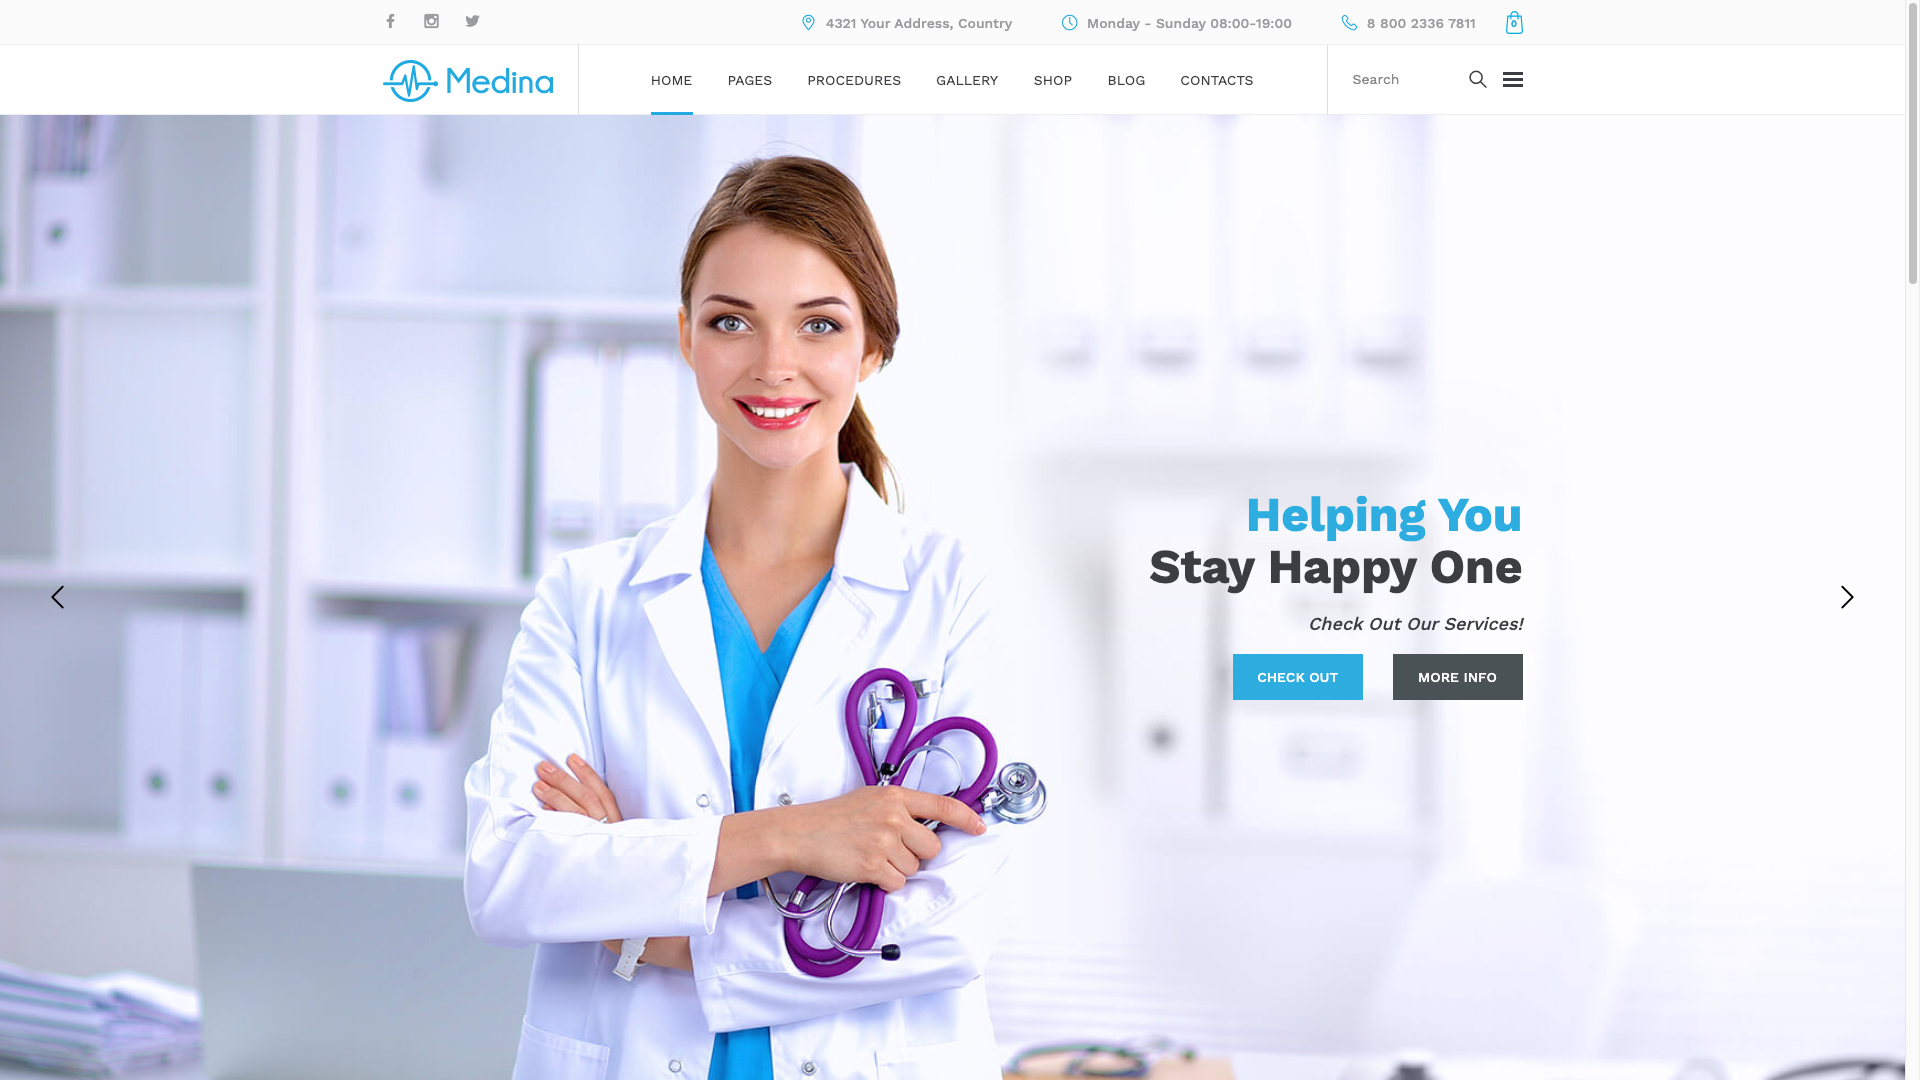 4321 Your Address, Country
Monday - Sunday 08:00-19:00
8 800 2336 7811
0
Medina
HOME
PAGES
PROCEDURES
GALLERY
SHOP
BLOG
CONTACTS
Search
Helping You
Stay Happy One
Check Out Our Services!
CHECK OUT
MORE INFO